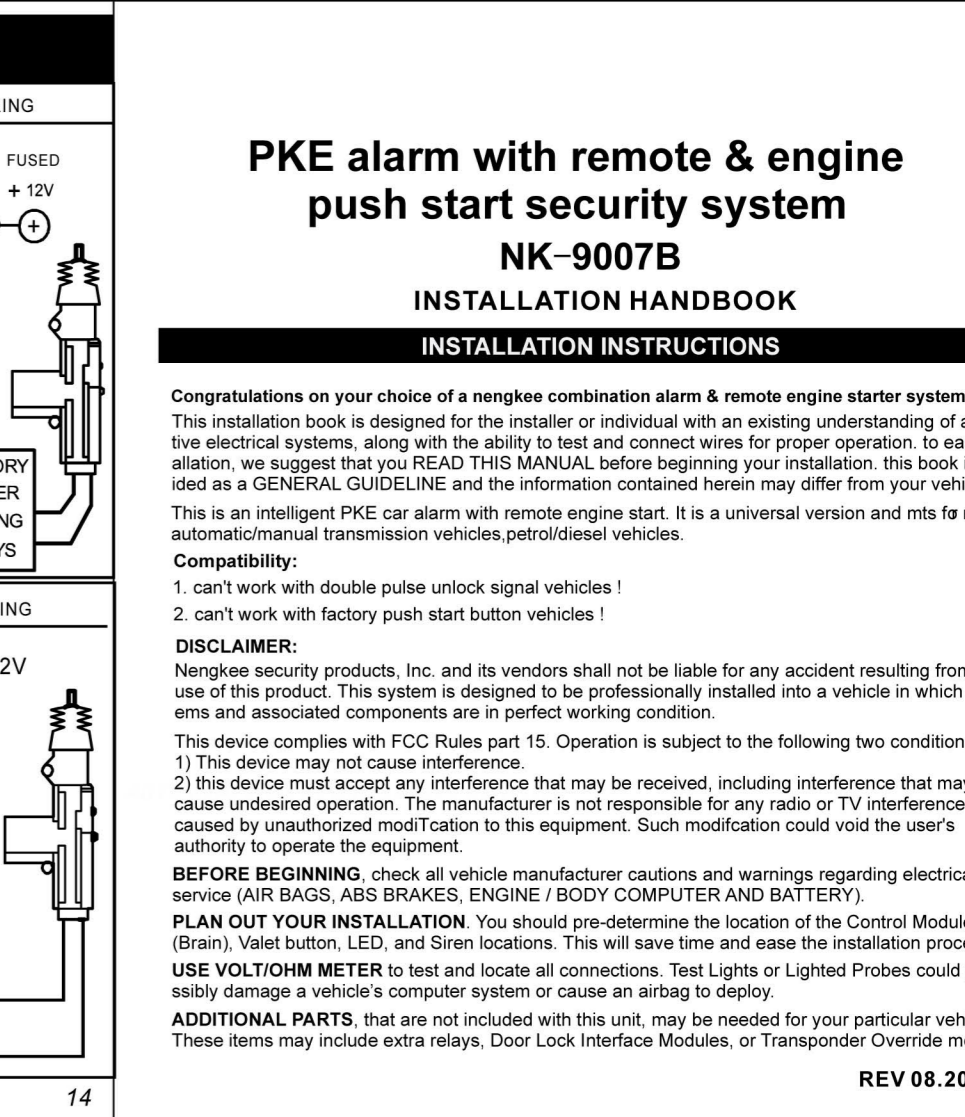 ING
FUSED
+ 12V
+
ORY
ER
NG
YS
ING
2V
14
PKE alarm with remote & engine
push start security system
NK-9007B
INSTALLATION HANDBOOK
INSTALLATION INSTRUCTIONS
Congratulations on your choice of a nengkee combination alarm & remote engine starter system
This installation book is designed for the installer or individual with an existing understanding of a
tive electrical systems, along with the ability to test and connect wires for proper operation. to ea
allation, we suggest that you READ THIS MANUAL before beginning your installation. this book i
ided as a GENERAL GUIDELINE and the information contained herein may differ from your vehi
This is an intelligent PKE car alarm with remote engine start. It is a universal version and mts før
automatic/manual transmission vehicles,petrol/diesel vehicles.
Compatibility:
1. can't work with double pulse unlock signal vehicles !
2. can't work with factory push start button vehicles !
DISCLAIMER:
Nengkee security products, Inc. and its vendors shall not be liable for any accident resulting from
use of this product. This system is designed to be professionally installed into a vehicle in which
ems and associated components are in perfect working condition.
This device complies with FCC Rules part 15. Operation is subject to the following two condition
1) This device may not cause interference.
2) this device must accept any interference that may be received, including interference that may
cause undesired operation. The manufacturer is not responsible for any radio or TV interference
caused by unauthorized modiTcation to this equipment. Such modifcation could void the user's
authority to operate the equipment.
BEFORE BEGINNING, check all vehicle manufacturer cautions and warnings regarding electrica
service (AIR BAGS, ABS BRAKES, ENGINE / BODY COMPUTER AND BATTERY).
PLAN OUT YOUR INSTALLATION. You should pre-determine the location of the Control Module
(Brain), Valet button, LED, and Siren locations. This will save time and ease the installation proce
USE VOLT/OHM METER to test and locate all connections. Test Lights or Lighted Probes could
ssibly damage a vehicle's computer system or cause an airbag to deploy.
ADDITIONAL PARTS, that are not included with this unit, may be needed for your particular veh
These items may include extra relays, Door Lock Interface Modules, or Transponder Override mo
REV 08.20